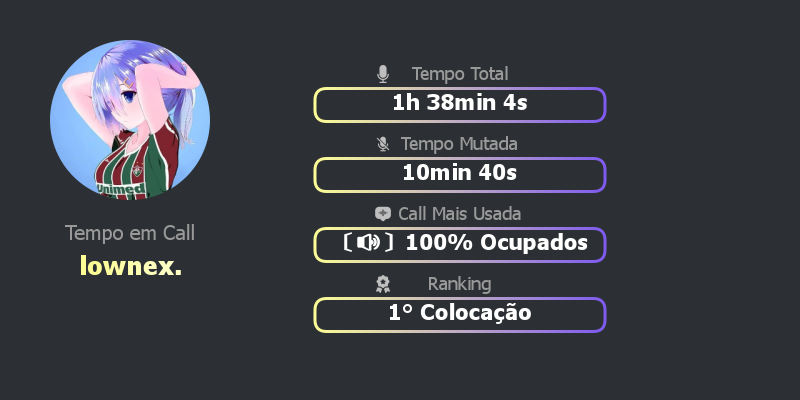 Unimed
Tempo em Call
lownex.
Tempo Total
1h 38min 4s
Tempo Mutada
10min 40s
Call Mais Usada
〔🔊〕100% Ocupados
Ranking
1° Colocação